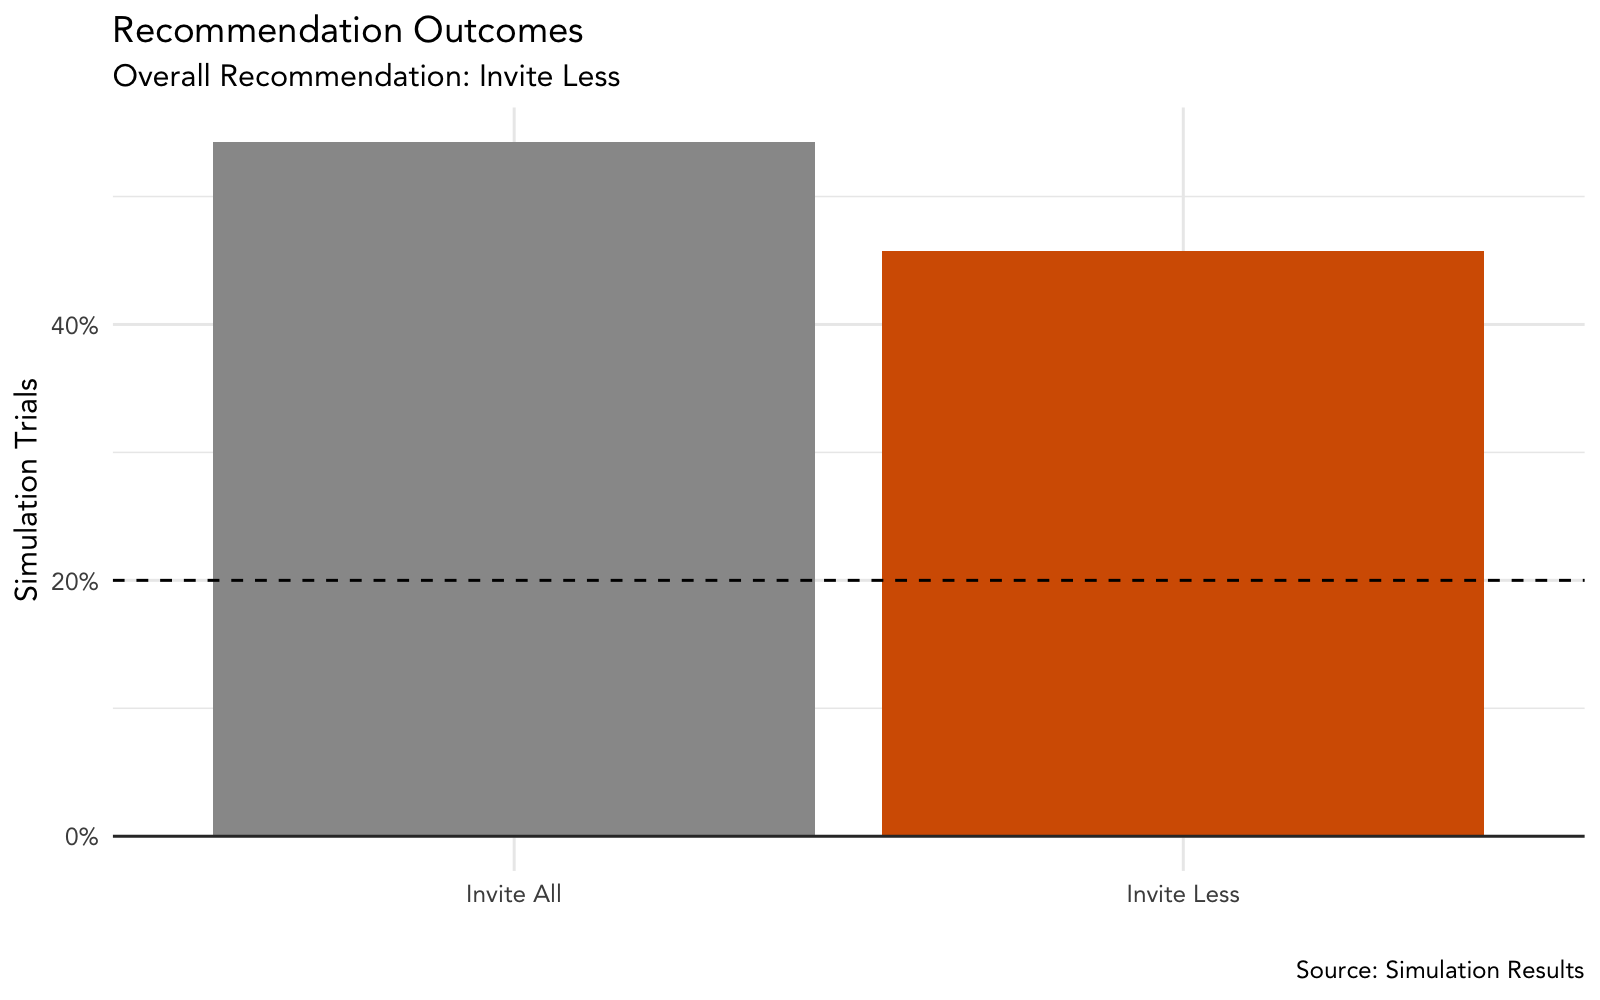 Recommendation Outcomes
Overall Recommendation: Invite Less
Simulation Trials
40%
20%
0%
Invite All
Invite Less
Source: Simulation Results